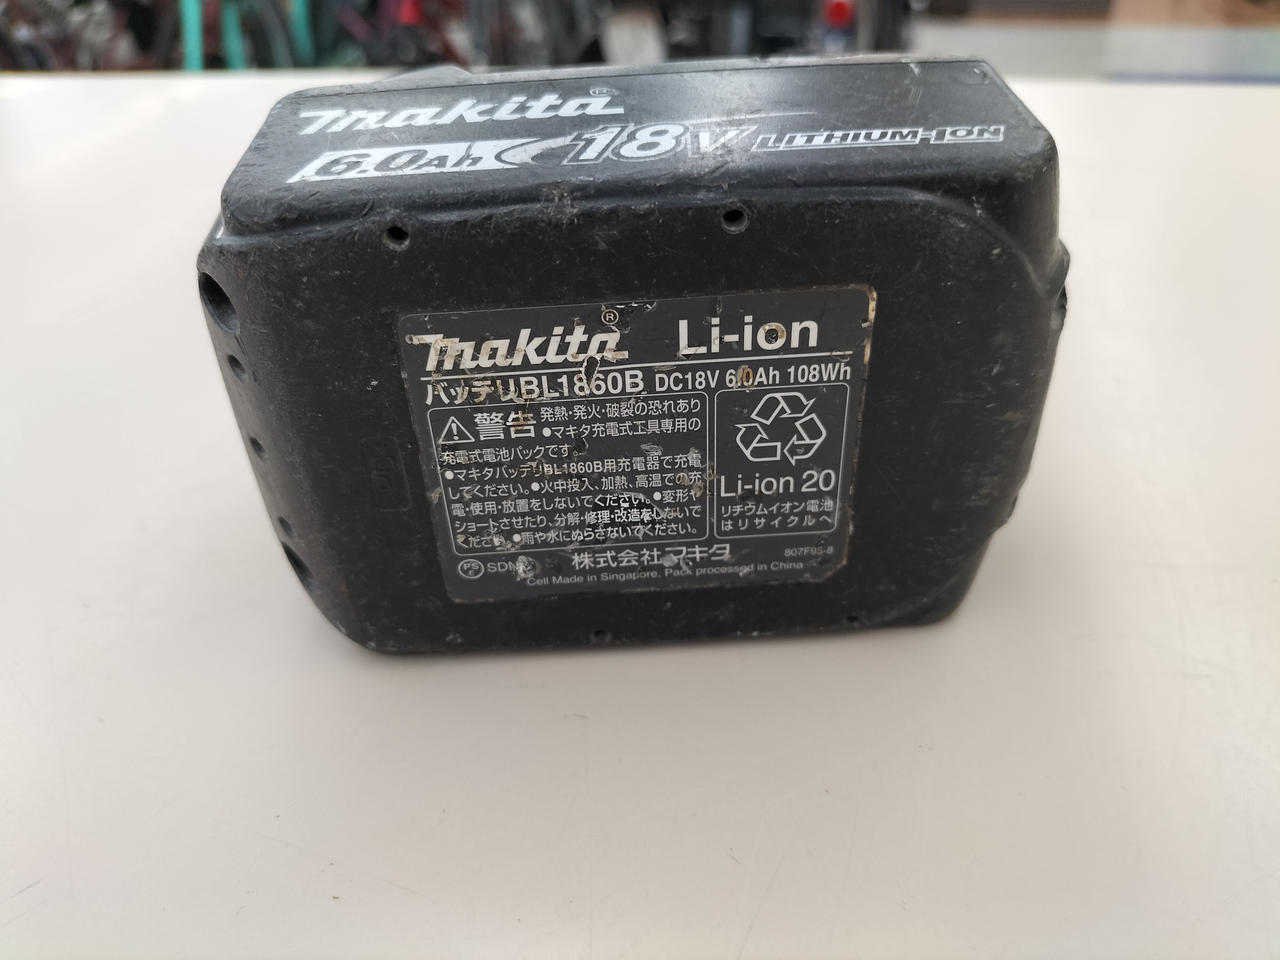 makita®
6.0Ah 18V LITHIUM-ION
makita® Li-ion
バッテリBL1860B DC18V 6.0Ah 108Wh
警告 発熱・発火・破裂の恐れあり
●マキタ充電式工具専用の
充電式電池パックです。
●マキタバッテリBL1860B用充電器で充電
してください。●火中投入、加熱、高温での充
電・使用・放置をしないでください。●変形や
ショートさせたり、分解・修理・改造をしないで
ください。●雨や水にぬらさないでください。
Li-ion 20
リチウムイオン電池
はリサイクルへ
PSE SDN 株式会社マキタ 807F95-8
Cell Made in Singapore, Pack processed in China